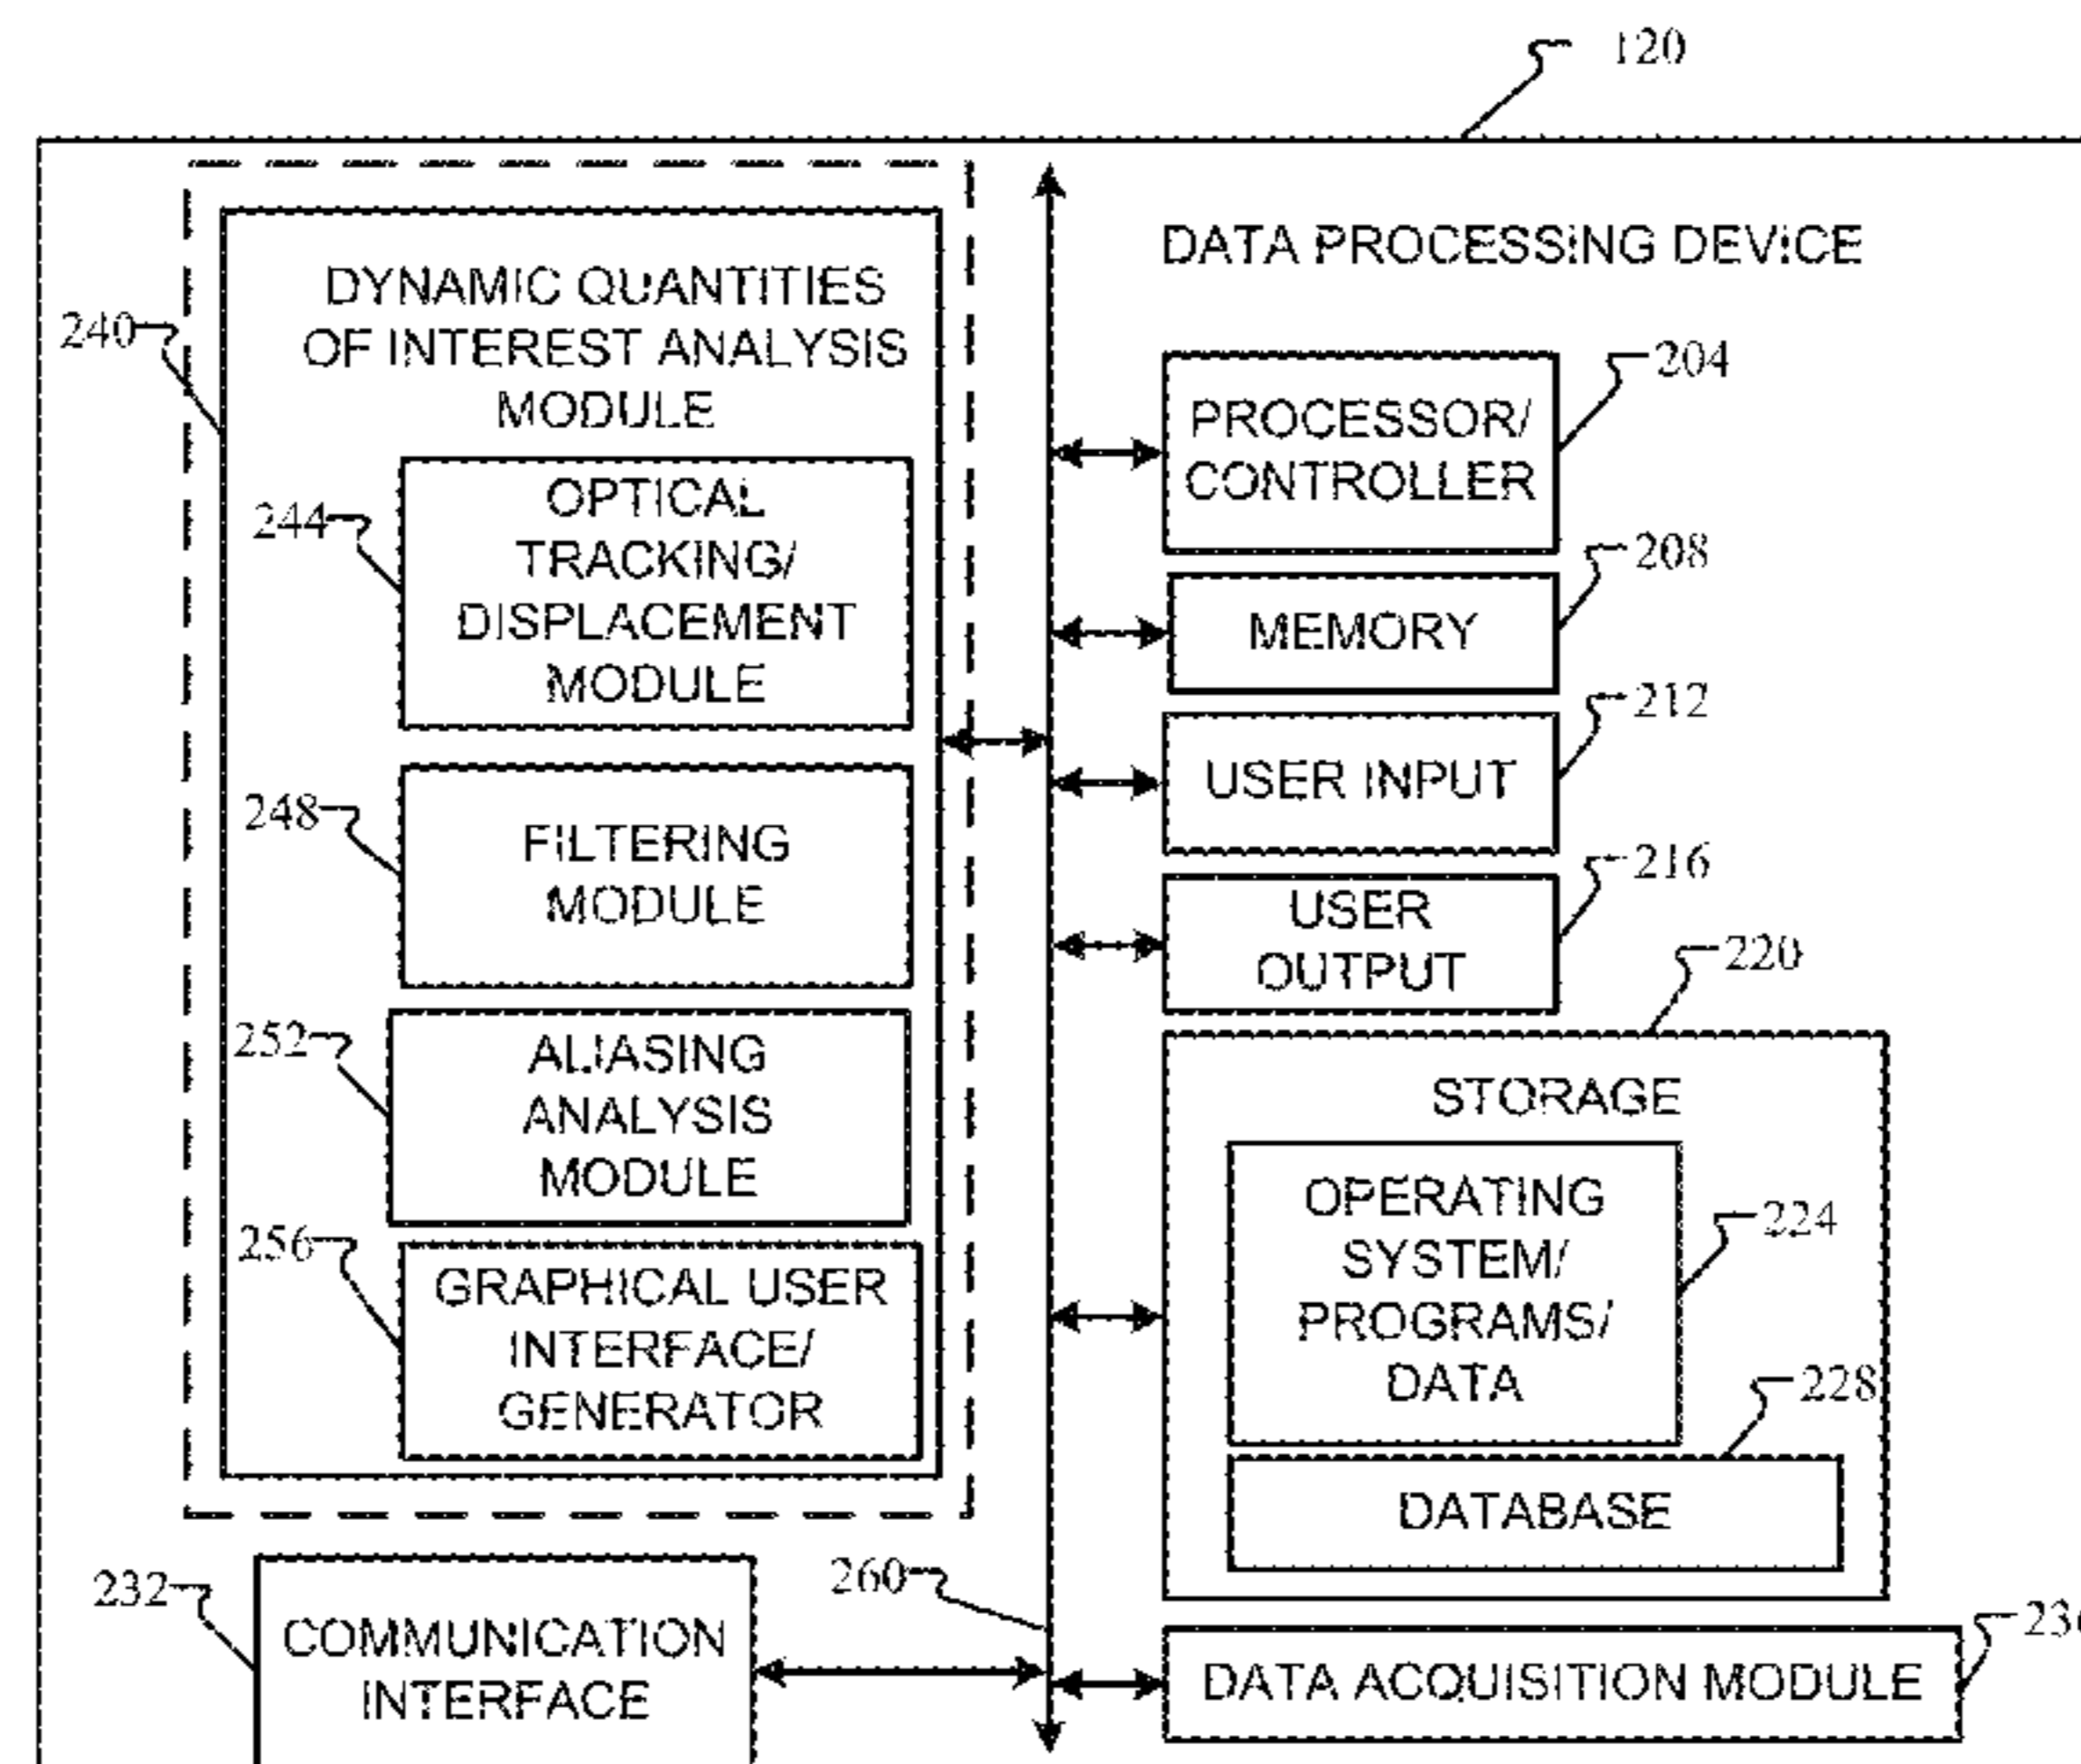 120
DATA PROCESSING DEVICE
240
DYNAMIC QUANTITIES
OF INTEREST ANALYSIS
MODULE
244
OPTICAL
TRACKING/
DISPLACEMENT
MODULE
248
FILTERING
MODULE
252
ALIASING
ANALYSIS
MODULE
256
GRAPHICAL USER
INTERFACE/
GENERATOR
232
COMMUNICATION
INTERFACE
260
204
PROCESSOR/
CONTROLLER
208
MEMORY
212
USER INPUT
216
USER
OUTPUT
220
STORAGE
224
OPERATING
SYSTEM/
PROGRAMS/
DATA
228
DATABASE
236
DATA ACQUISITION MODULE